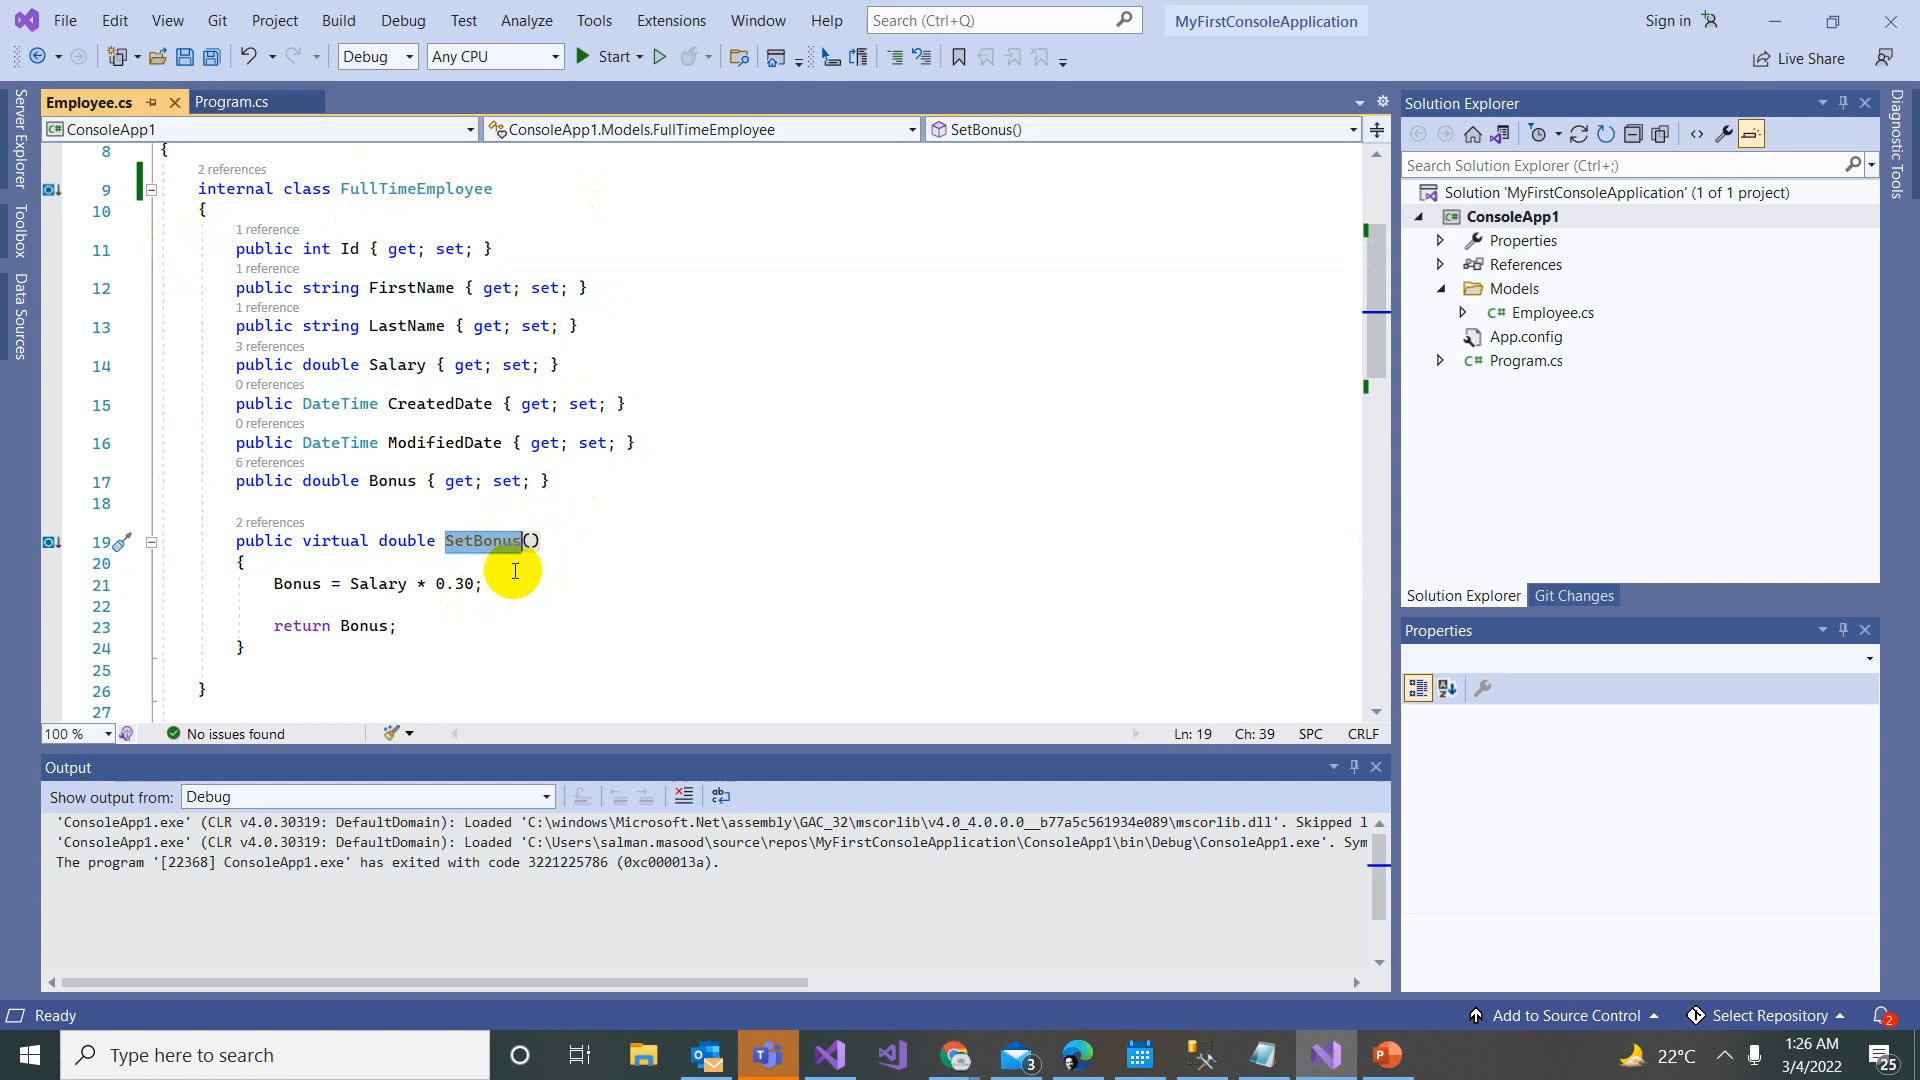 File Edit View Git Project Build Debug Test Analyze Tools Extensions Window Help Search (Ctrl+Q) MyFirstConsoleApplication Sign in
Debug Any CPU Start Live Share
Server Explorer
Toolbox
Data Sources
Employee.cs Program.cs
ConsoleApp1 ConsoleApp1.Models.FullTimeEmployee SetBonus()
8 {
2 references
9 internal class FullTimeEmployee
10 {
1 reference
11 public int Id { get; set; }
1 reference
12 public string FirstName { get; set; }
1 reference
13 public string LastName { get; set; }
3 references
14 public double Salary { get; set; }
0 references
15 public DateTime CreatedDate { get; set; }
0 references
16 public DateTime ModifiedDate { get; set; }
6 references
17 public double Bonus { get; set; }
18
2 references
19 public virtual double SetBonus()
20 {
21 Bonus = Salary * 0.30;
22
23 return Bonus;
24 }
25
26 }
27
100 % No issues found Ln: 19 Ch: 39 SPC CRLF
Output
Show output from: Debug
'ConsoleApp1.exe' (CLR v4.0.30319: DefaultDomain): Loaded 'C:\windows\Microsoft.Net\assembly\GAC_32\mscorlib\v4.0_4.0.0.0__b77a5c561934e089\mscorlib.dll'. Skipped l
'ConsoleApp1.exe' (CLR v4.0.30319: DefaultDomain): Loaded 'C:\Users\salman.masood\source\repos\MyFirstConsoleApplication\ConsoleApp1\bin\Debug\ConsoleApp1.exe'. Sym
The program '[22368] ConsoleApp1.exe' has exited with code 3221225786 (0xc000013a).
Solution Explorer
Search Solution Explorer (Ctrl+;)
Solution 'MyFirstConsoleApplication' (1 of 1 project)
C# ConsoleApp1
Properties
References
Models
C# Employee.cs
App.config
C# Program.cs
Solution Explorer Git Changes
Properties
Diagnostic Tools
Ready Add to Source Control Select Repository 2
Type here to search 3 22°C 1:26 AM
3/4/2022 25